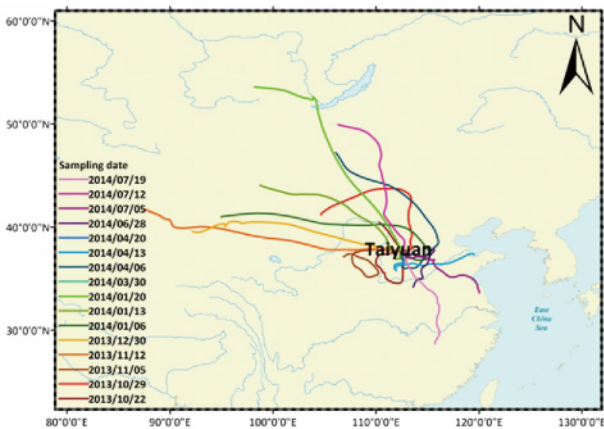 60°0'0"N
N
50°0'0"N
Sampling date
2014/07/19
2014/07/12
2014/07/05
2014/06/28
2014/04/20
2014/04/13
2014/04/06
2014/03/30
2014/01/20
2014/01/13
2014/01/06
2013/12/30
2013/11/12
2013/11/05
2013/10/29
2013/10/22
40°0'0"N
Taiyuan
30°0'0"N
East
China
Sea
80°0'0"E 90°0'0"E 100°0'0"E 110°0'0"E 120°0'0"E 130°0'0"E